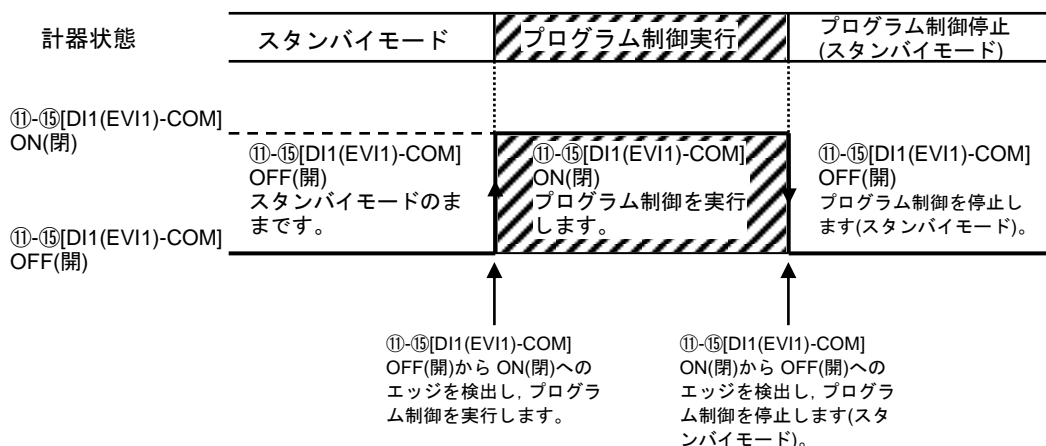 計器状態
スタンバイモード
プログラム制御実行
プログラム制御停止
(スタンバイモード)
⑪-⑮[DI1(EVI1)-COM]
ON(閉)
⑪-⑮[DI1(EVI1)-COM]
OFF(開)
スタンバイモードのま
まです。
⑪-⑮[DI1(EVI1)-COM]
ON(閉)
プログラム制御を実行
します。
⑪-⑮[DI1(EVI1)-COM]
OFF(開)
プログラム制御を停止し
ます(スタンバイモード)。
⑪-⑮[DI1(EVI1)-COM]
OFF(開)
⑪-⑮[DI1(EVI1)-COM]
OFF(開)から ON(閉)への
エッジを検出し, プログラ
ム制御を実行します。
⑪-⑮[DI1(EVI1)-COM]
ON(閉)から OFF(開)への
エッジを検出し, プログラ
ム制御を停止します(スタ
ンバイモード)。